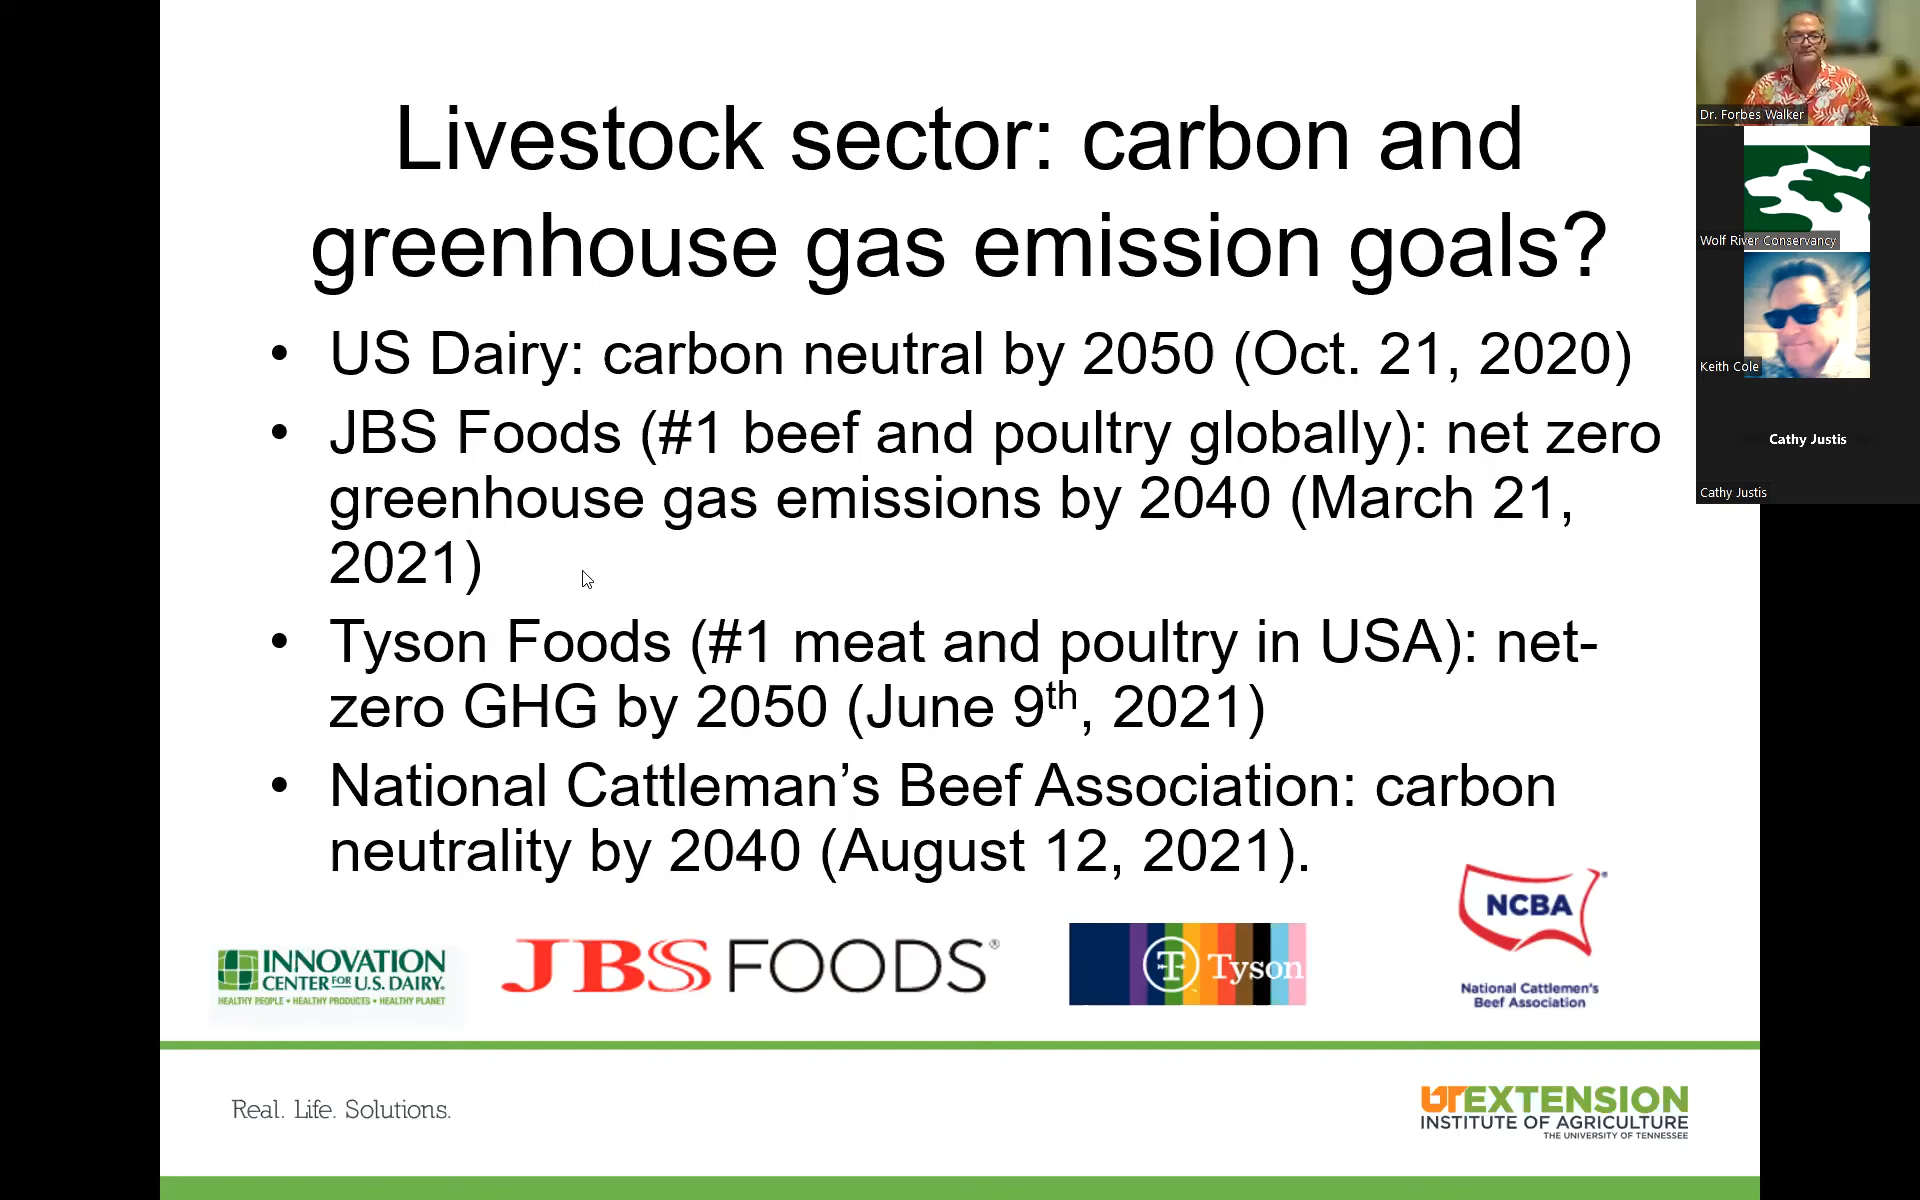 Livestock sector: carbon and
greenhouse gas emission goals?
• US Dairy: carbon neutral by 2050 (Oct. 21, 2020)
• JBS Foods (#1 beef and poultry globally): net zero
greenhouse gas emissions by 2040 (March 21,
2021)
• Tyson Foods (#1 meat and poultry in USA): net-
zero GHG by 2050 (June 9th, 2021)
• National Cattleman’s Beef Association: carbon
neutrality by 2040 (August 12, 2021).
INNOVATION
CENTER FOR U.S. DAIRY.
HEALTHY PEOPLE • HEALTHY PRODUCTS • HEALTHY PLANET
JBS FOODS®
T Tyson
NCBA®
National Cattlemen's
Beef Association
Real. Life. Solutions.
UT EXTENSION
INSTITUTE OF AGRICULTURE
THE UNIVERSITY OF TENNESSEE
Dr. Forbes Walker
Wolf River Conservancy
Keith Cole
Cathy Justis
Cathy Justis